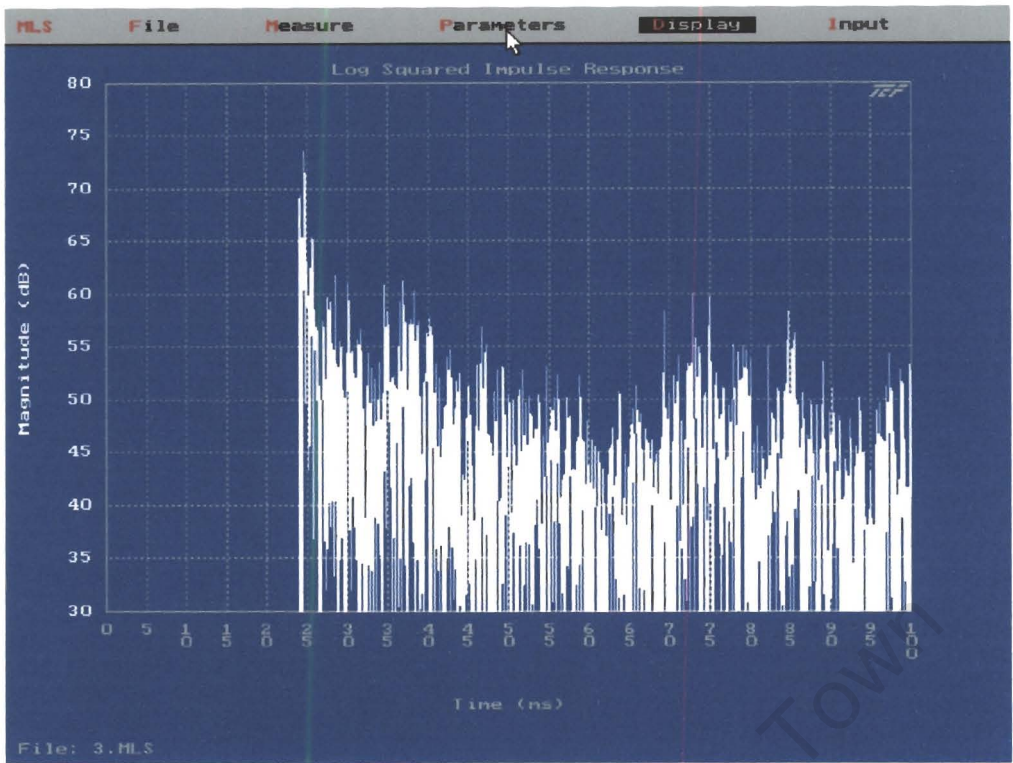 MLS File Measure Parameters Display Input
Log Squared Impulse Response
TEF
80
75
70
65
60
55
50
45
40
35
30
Magnitude (dB)
0 5 10 15 20 25 30 35 40 45 50 55 60 65 70 75 80 85 90 95 100
Time (ms)
File: 3.MLS
Town